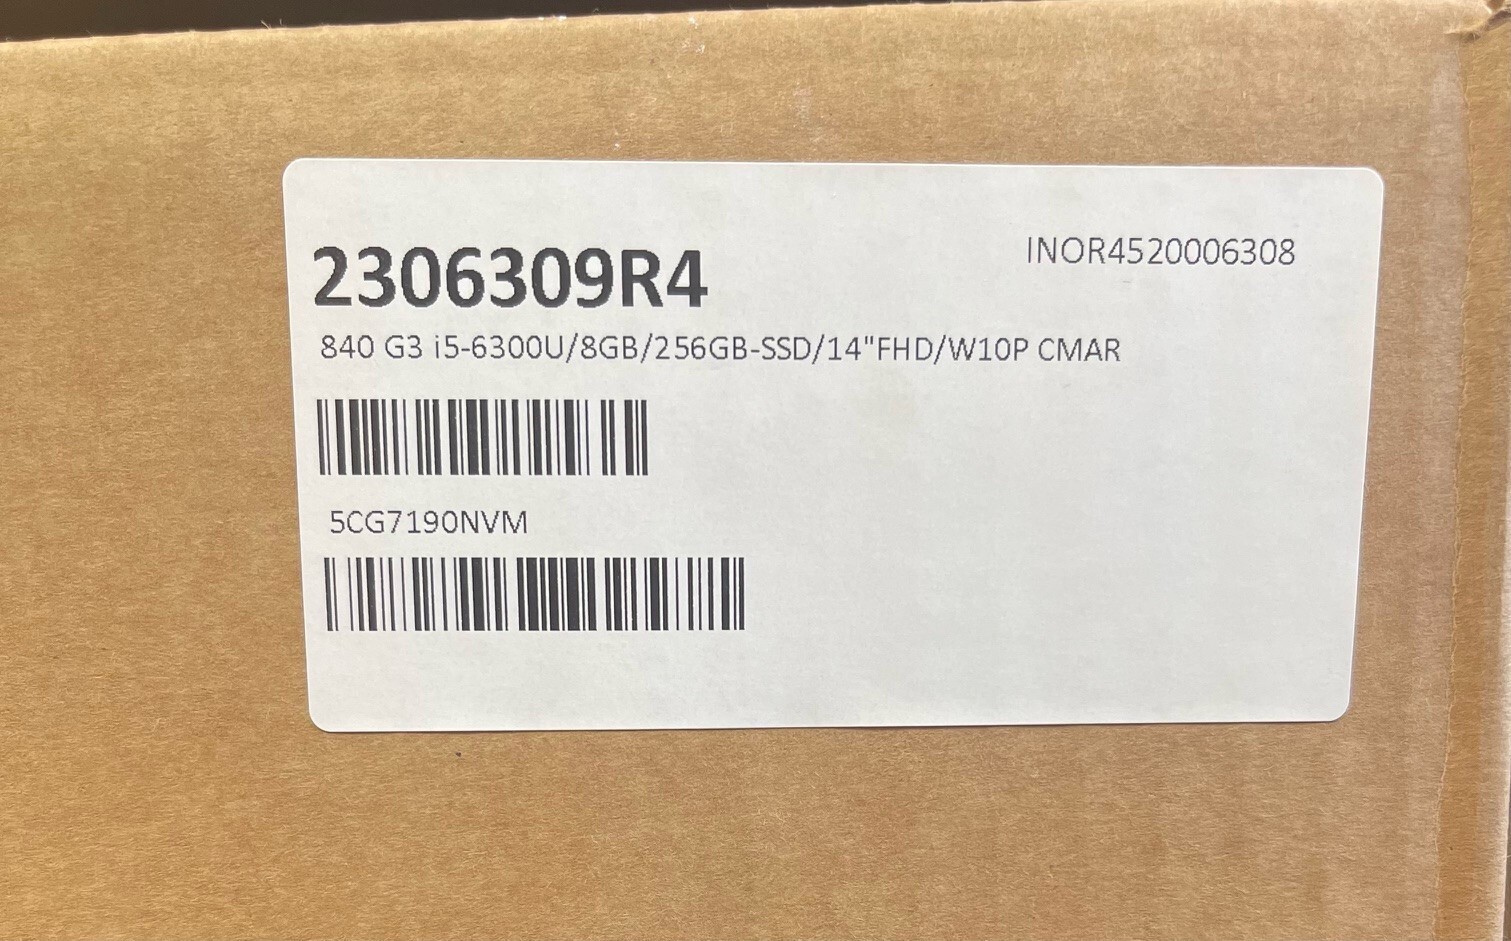 2306309R4
INOR4520006308
840 G3 i5-6300U/8GB/256GB-SSD/14"FHD/W10P CMAR
5CG7190NVM